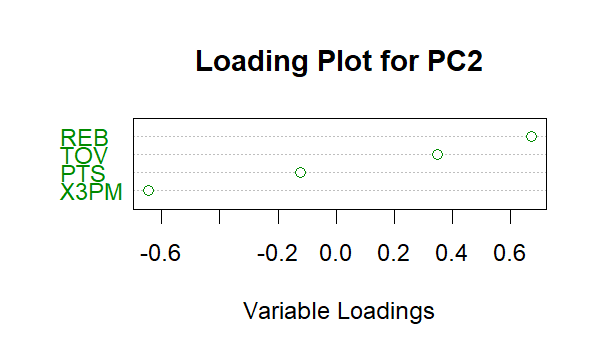 Loading Plot for PC2
REB
TOV
PTS
X3PM
-0.6 -0.2 0.0 0.2 0.4 0.6
Variable Loadings